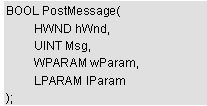 BOOL PostMessage(
HWND hWnd,
UINT Msg,
WPARAM wParam,
LPARAM lParam
);